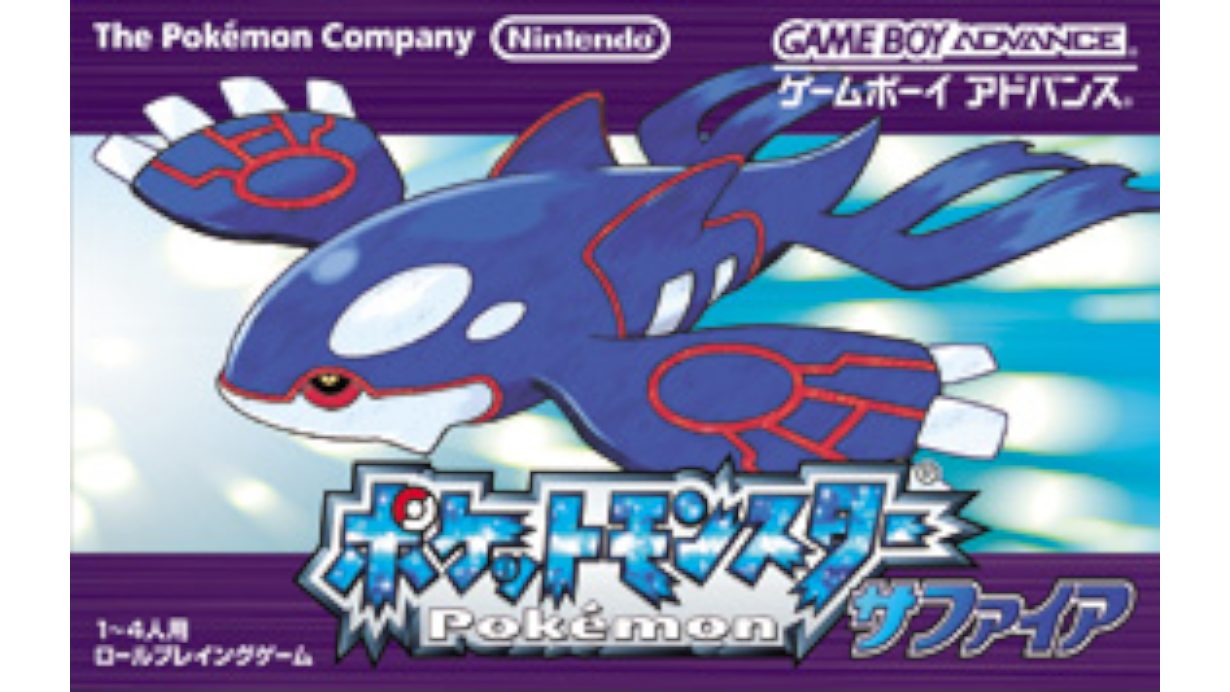 The Pokémon Company Nintendo®
GAME BOY ADVANCE®
ゲームボーイ アドバンス®
ポケットモンスター®
Pokémon サファイア
1~4人用
ロールプレイングゲーム